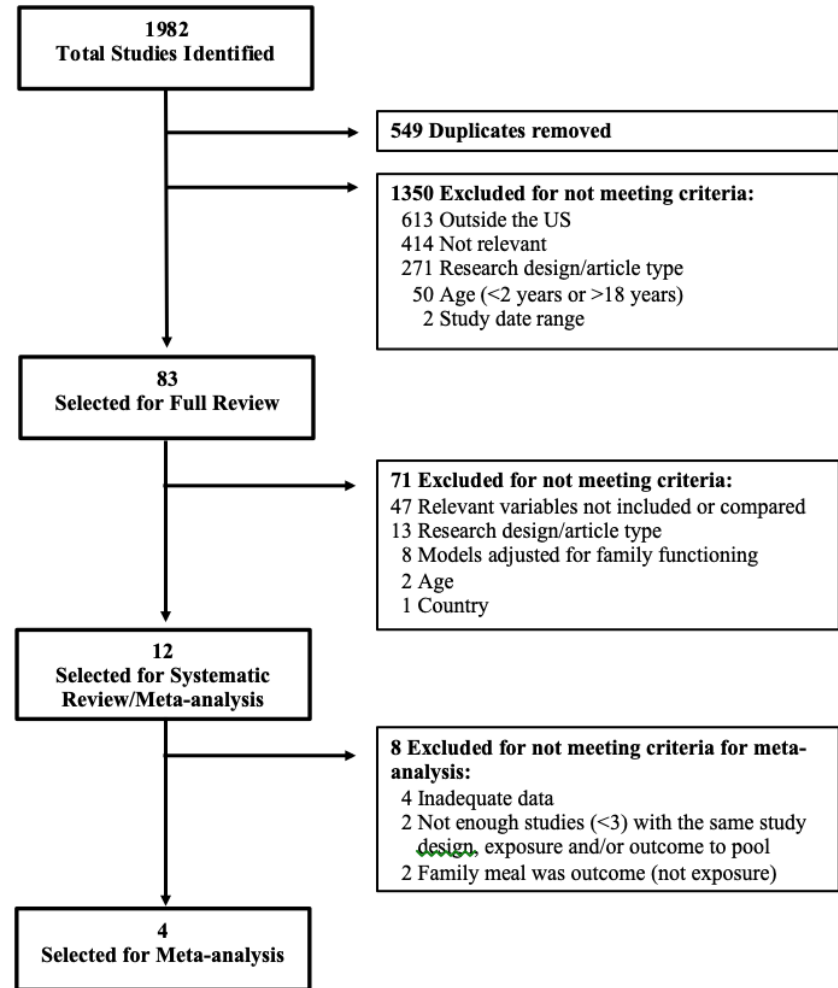 1982
Total Studies Identified
549 Duplicates removed
1350 Excluded for not meeting criteria:
613 Outside the US
414 Not relevant
271 Research design/article type
50 Age (<2 years or >18 years)
2 Study date range
83
Selected for Full Review
71 Excluded for not meeting criteria:
47 Relevant variables not included or compared
13 Research design/article type
8 Models adjusted for family functioning
2 Age
1 Country
12
Selected for Systematic
Review/Meta-analysis
8 Excluded for not meeting criteria for meta-
analysis:
4 Inadequate data
2 Not enough studies (<3) with the same study
design, exposure and/or outcome to pool
2 Family meal was outcome (not exposure)
4
Selected for Meta-analysis